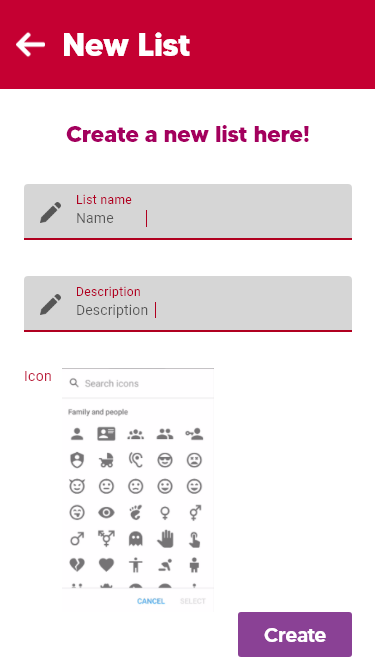 New List
Create a new list here!
List name
Name
Description
Description
Icon
Search icons
Family and people
CANCEL SELECT
Create